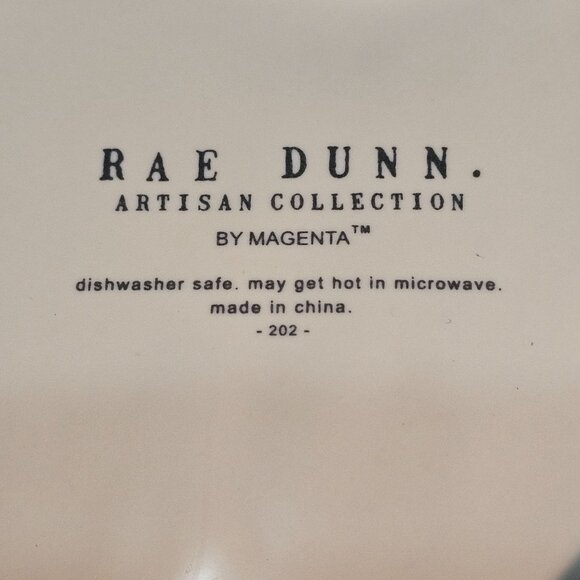 RAE DUNN.
ARTISAN COLLECTION
BY MAGENTA™
dishwasher safe. may get hot in microwave.
made in china.
- 202 -